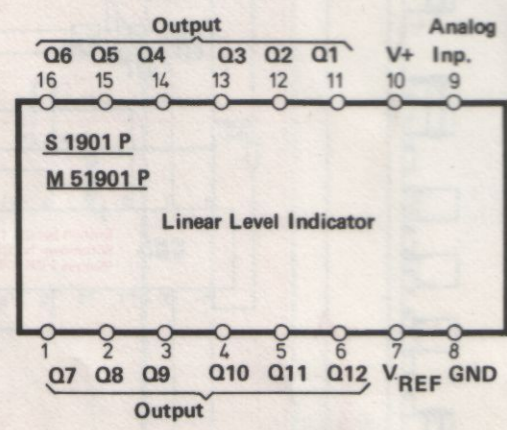 Output
Analog
Q6 Q5 Q4 Q3 Q2 Q1 V+ Inp.
16 15 14 13 12 11 10 9
S 1901 P
M 51901 P
Linear Level Indicator
1 2 3 4 5 6 7 8
Q7 Q8 Q9 Q10 Q11 Q12 VREF GND
Output